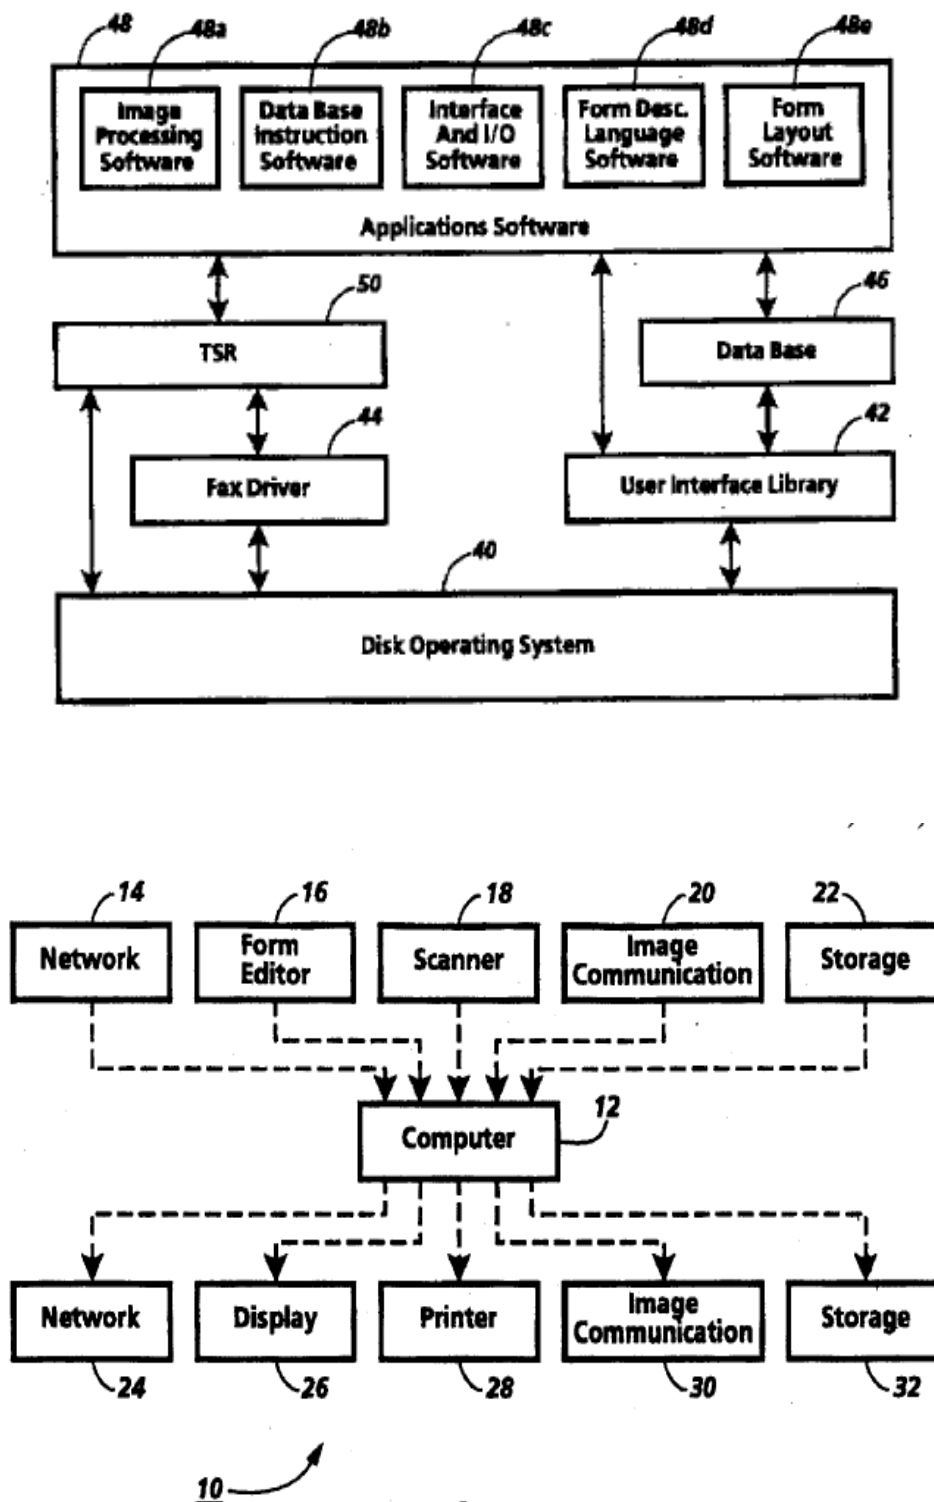 48
48a
48b
48c
48d
48e
Image
Processing
Software
Data Base
Instruction
Software
Interface
And I/O
Software
Form Desc.
Language
Software
Form
Layout
Software
Applications Software
50
46
TSR
Data Base
44
42
Fax Driver
User Interface Library
40
Disk Operating System
14
16
18
20
22
Network
Form
Editor
Scanner
Image
Communication
Storage
Computer
12
Network
Display
Printer
Image
Communication
Storage
24
26
28
30
32
10